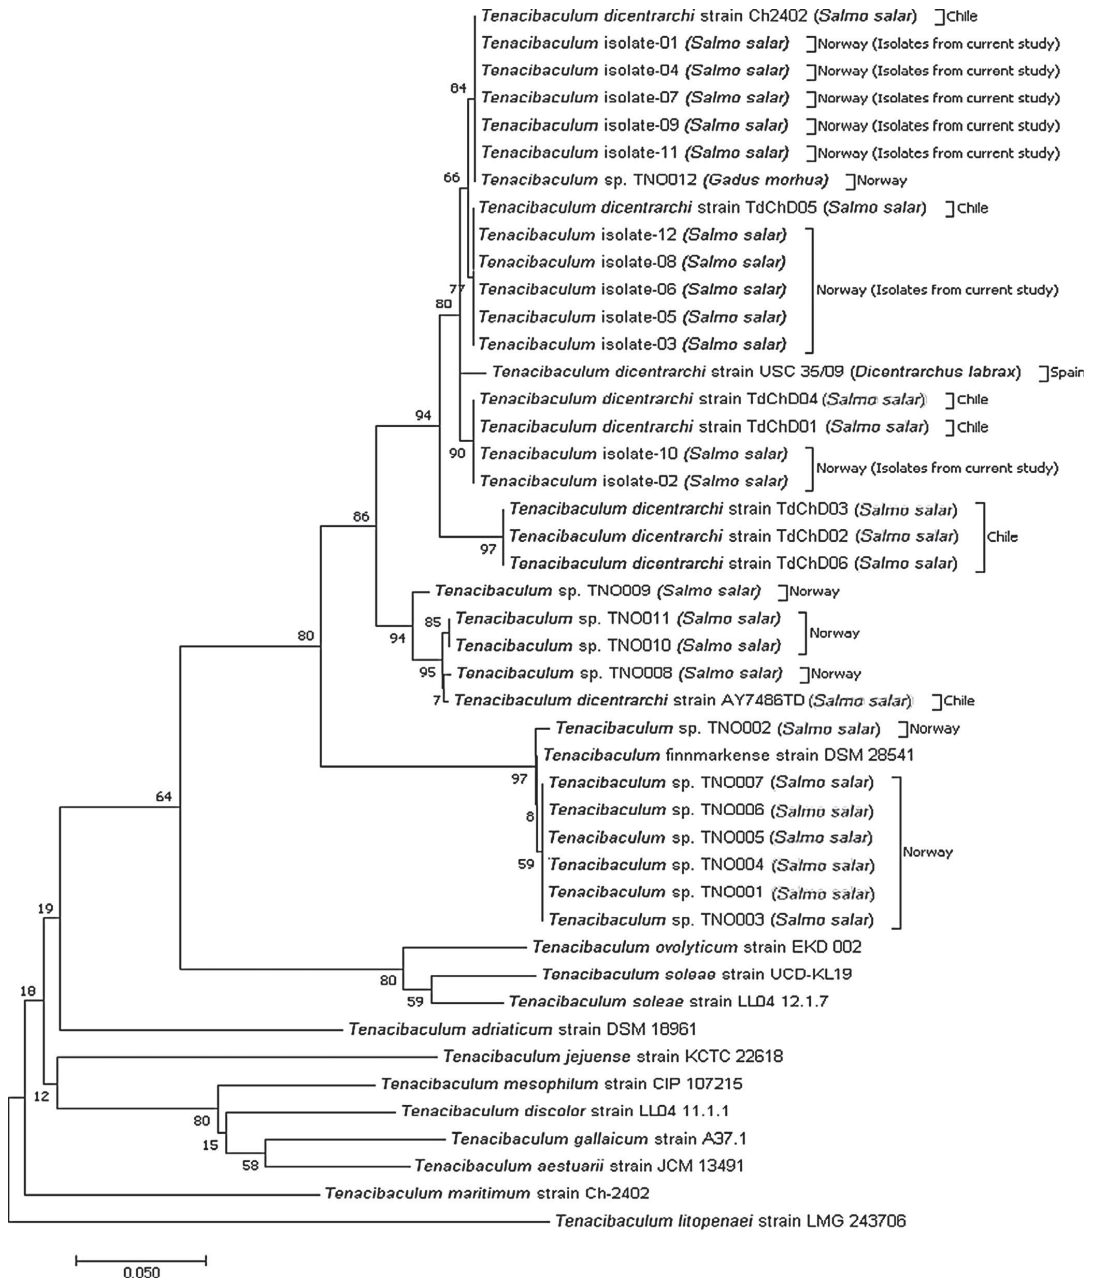 Tenacibaculum dicentrarchi strain Ch2402 (Salmo salar) Chile
Tenacibaculum isolate-01 (Salmo salar) Norway (Isolates from current study)
Tenacibaculum isolate-04 (Salmo salar) Norway (Isolates from current study)
84
Tenacibaculum isolate-07 (Salmo salar) Norway (Isolates from current study)
Tenacibaculum isolate-09 (Salmo salar) Norway (Isolates from current study)
Tenacibaculum isolate-11 (Salmo salar) Norway (Isolates from current study)
66
Tenacibaculum sp. TNO012 (Gadus morhua) Norway
Tenacibaculum dicentrarchi strain TdChD05 (Salmo salar) Chile
Tenacibaculum isolate-12 (Salmo salar)
Tenacibaculum isolate-08 (Salmo salar)
77
Tenacibaculum isolate-06 (Salmo salar) Norway (Isolates from current study)
80
Tenacibaculum isolate-05 (Salmo salar)
Tenacibaculum isolate-03 (Salmo salar)
Tenacibaculum dicentrarchi strain USC 35/09 (Dicentrarchus labrax) Spain
Tenacibaculum dicentrarchi strain TdChD04 (Salmo salar) Chile
94
Tenacibaculum dicentrarchi strain TdChD01 (Salmo salar) Chile
90
Tenacibaculum isolate-10 (Salmo salar)
Norway (Isolates from current study)
Tenacibaculum isolate-02 (Salmo salar)
Tenacibaculum dicentrarchi strain TdChD03 (Salmo salar)
86
Tenacibaculum dicentrarchi strain TdChD02 (Salmo salar) Chile
97
Tenacibaculum dicentrarchi strain TdChD06 (Salmo salar)
Tenacibaculum sp. TNO009 (Salmo salar) Norway
85
Tenacibaculum sp. TNO011 (Salmo salar)
Norway
80
94
Tenacibaculum sp. TNO010 (Salmo salar)
95
Tenacibaculum sp. TNO008 (Salmo salar) Norway
7
Tenacibaculum dicentrarchi strain AY7486TD (Salmo salar) Chile
Tenacibaculum sp. TNO002 (Salmo salar) Norway
Tenacibaculum finnmarkense strain DSM 28541
97
Tenacibaculum sp. TNO007 (Salmo salar)
64
8
Tenacibaculum sp. TNO006 (Salmo salar)
Tenacibaculum sp. TNO005 (Salmo salar)
Norway
59
Tenacibaculum sp. TNO004 (Salmo salar)
Tenacibaculum sp. TNO001 (Salmo salar)
19
Tenacibaculum sp. TNO003 (Salmo salar)
Tenacibaculum ovolyticum strain EKD 002
80
Tenacibaculum soleae strain UCD-KL19
18
59
Tenacibaculum soleae strain LL04 12.1.7
Tenacibaculum adriaticum strain DSM 18961
Tenacibaculum jejuense strain KCTC 22618
12
Tenacibaculum mesophilum strain CIP 107215
80
Tenacibaculum discolor strain LL04 11.1.1
15
Tenacibaculum gallaicum strain A37.1
58
Tenacibaculum aestuarii strain JCM 13491
Tenacibaculum maritimum strain Ch-2402
Tenacibaculum litopenaei strain LMG 243706
0.050